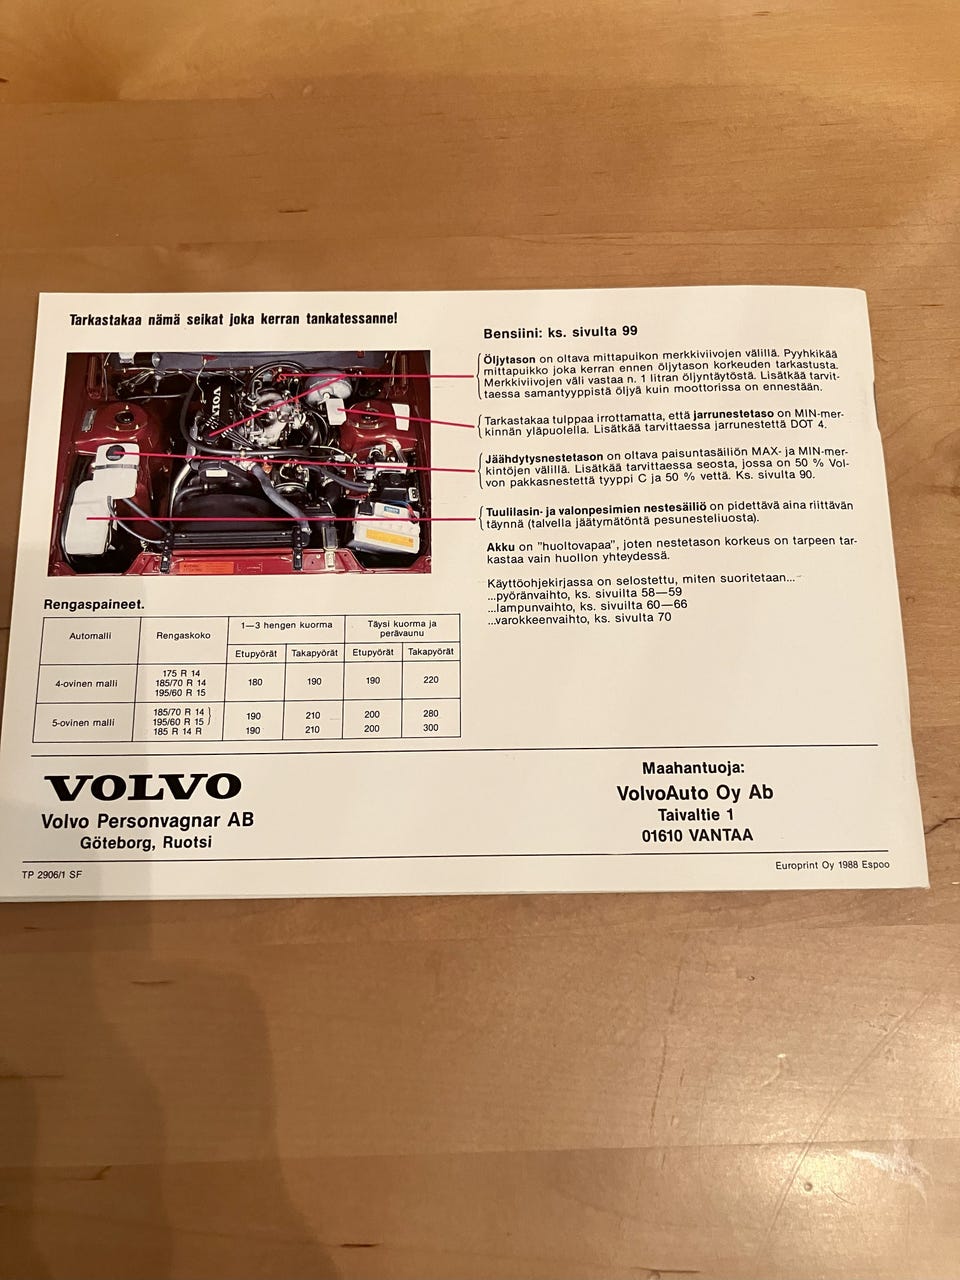 Tarkastakaa nämä seikat joka kerran tankatessanne!
VOLVO
Bensiini: ks. sivulta 99
Öljytason on oltava mittapuikon merkkiviivojen välillä. Pyyhkikää
mittapuikko joka kerran ennen öljytason korkeuden tarkastusta.
Merkkiviivojen väli vastaa n. 1 litran öljyntäytöstä. Lisätkää tarvit-
taessa samantyyppistä öljyä kuin moottorissa on ennestään.
Tarkastakaa tulppaa irrottamatta, että jarrunestetaso on MIN-mer-
kinnän yläpuolella. Lisätkää tarvittaessa jarrunestettä DOT 4.
Jäähdytysnestetason on oltava paisuntasäiliön MAX- ja MIN-mer-
kintöjen välillä. Lisätkää tarvittaessa seosta, jossa on 50 % Vol-
von pakkasnestettä tyyppi C ja 50 % vettä. Ks. sivulta 90.
Tuulilasin- ja valonpesimien nestesäiliö on pidettävä aina riittävän
täynnä (talvella jäätymätöntä pesunesteliuosta).
Akku on "huoltovapaa", joten nestetason korkeus on tarpeen tar-
kastaa vain huollon yhteydessä.
Käyttöohjekirjassa on selostettu, miten suoritetaan...
...pyöränvaihto, ks. sivuilta 58—59
...lampunvaihto, ks. sivuilta 60—66
...varokkeenvaihto, ks. sivulta 70
Rengaspaineet.
Automalli Rengaskoko 1—3 hengen kuorma Täysi kuorma ja
perävaunu
Etupyörät Takapyörät Etupyörät Takapyörät
4-ovinen malli 175 R 14
185/70 R 14
195/60 R 15 180 190 190 220
5-ovinen malli 185/70 R 14
195/60 R 15 190 210 200 280
185 R 14 R 190 210 200 300
VOLVO
Volvo Personvagnar AB
Göteborg, Ruotsi
Maahantuoja:
VolvoAuto Oy Ab
Taivaltie 1
01610 VANTAA
TP 2906/1 SF
Europrint Oy 1988 Espoo